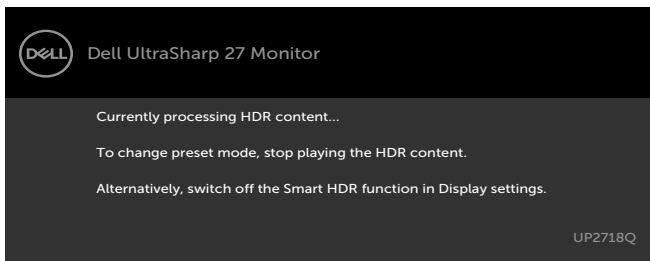 DELL
Dell UltraSharp 27 Monitor
Currently processing HDR content...
To change preset mode, stop playing the HDR content.
Alternatively, switch off the Smart HDR function in Display settings.
UP2718Q